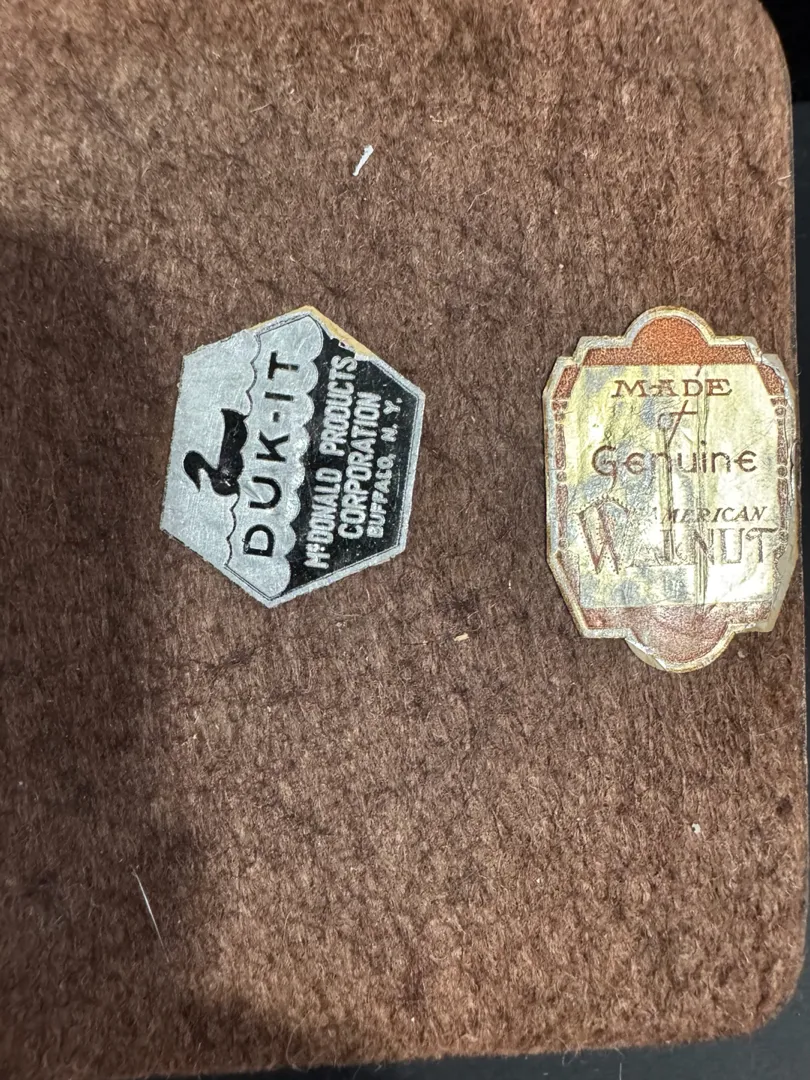 DUK-IT
McDONALD PRODUCTS
CORPORATION
BUFFALO, N. Y.
MADE
of
Genuine
AMERICAN
WALNUT